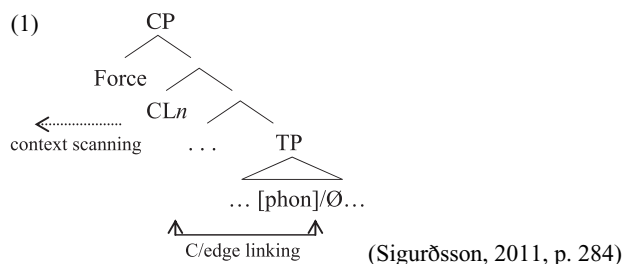 (1) CP
Force
CLn
context scanning
. . . TP
… [phon]/Ø…
C/edge linking (Sigurðsson, 2011, p. 284)